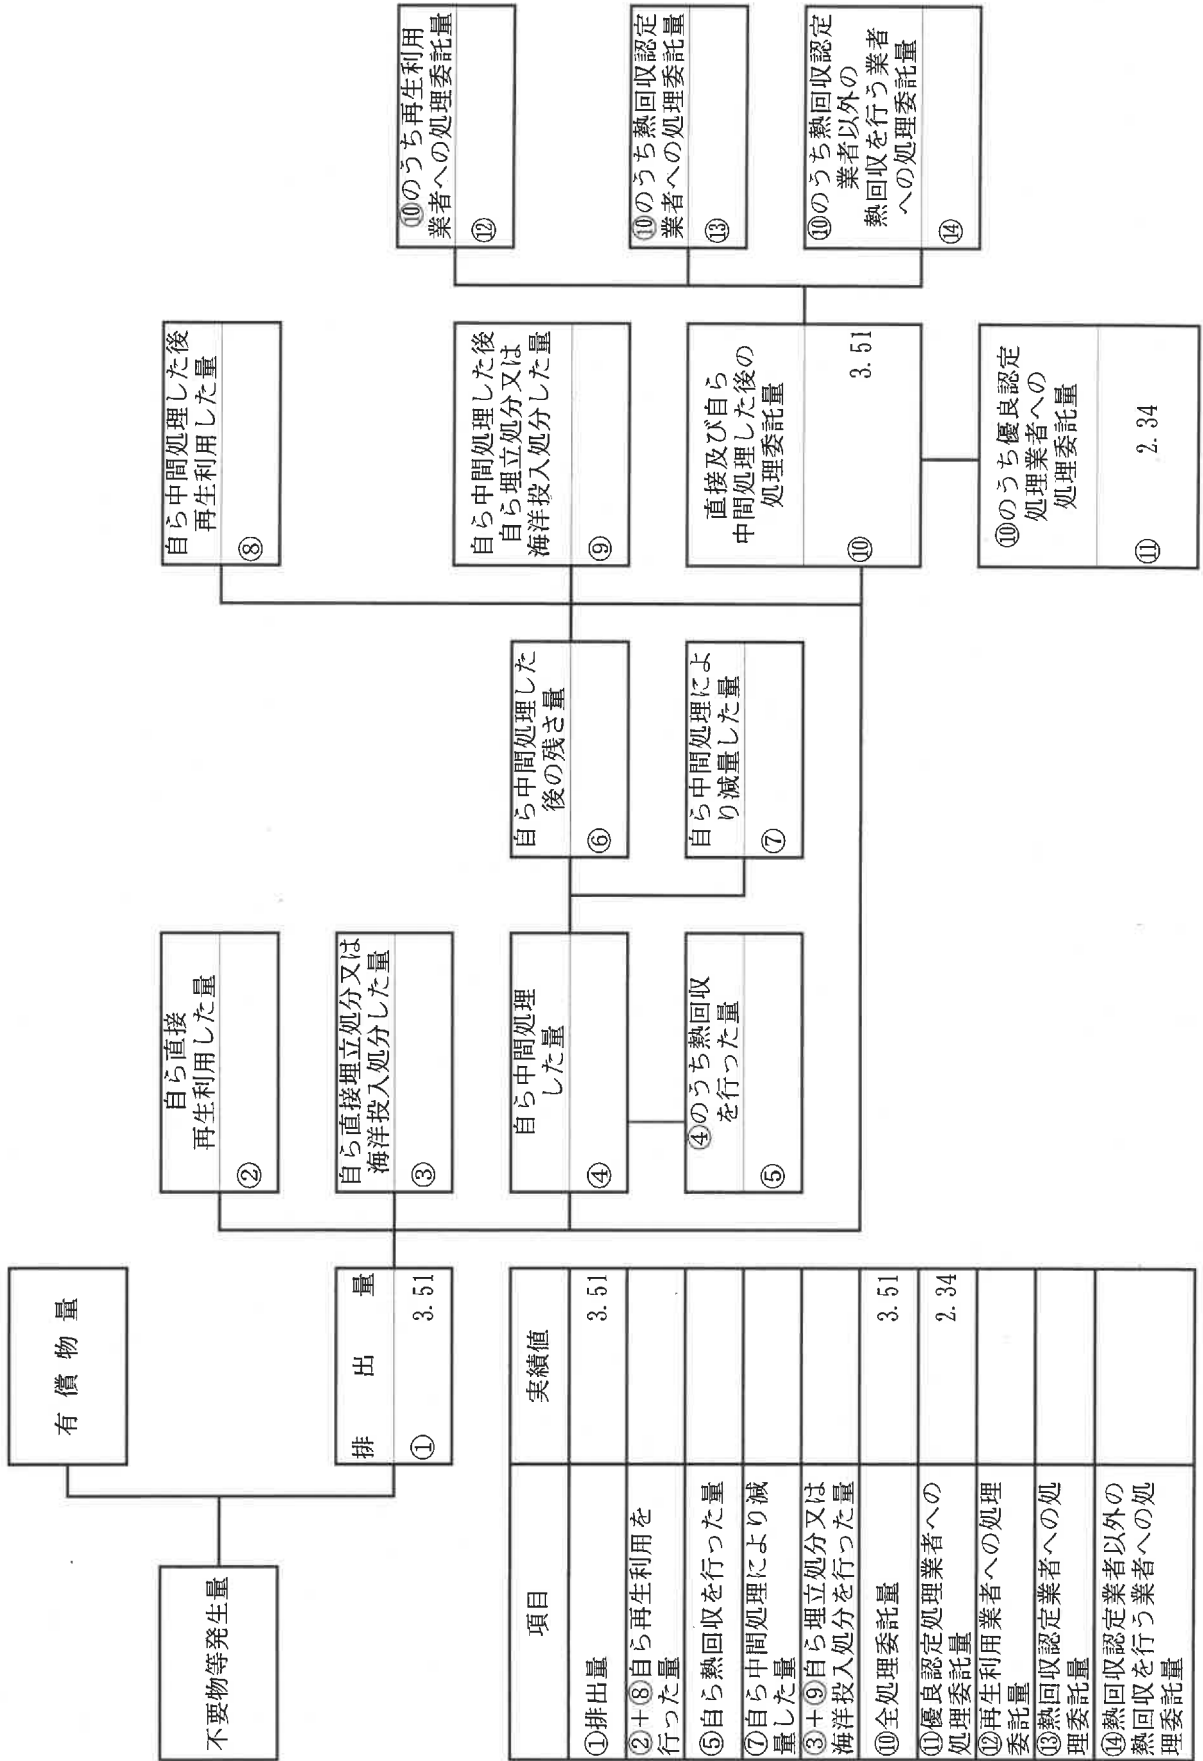 不要物等発生量
有償物量
排出量
①
3.51
自ら直接
再生利用した量
②
自ら直接埋立処分又は
海洋投入処分した量
③
自ら中間処理
した量
④
④のうち熱回収
を行った量
⑤
自ら中間処理した
後の残さ量
⑥
自ら中間処理によ
り減量した量
⑦
自ら中間処理した後
再生利用した量
⑧
自ら中間処理した後
自ら埋立処分又は
海洋投入処分した量
⑨
直接及び自ら
中間処理した後の
処理委託量
⑩
3.51
⑩のうち優良認定
処理業者への
処理委託量
⑪
2.34
⑩のうち再生利用
業者への処理委託量
⑫
⑩のうち熱回収認定
業者への処理委託量
⑬
⑩のうち熱回収認定
業者以外の
熱回収を行う業者
への処理委託量
⑭
項目
実績値
①排出量
3.51
②+⑧自ら再生利用を
行った量
⑤自ら熱回収を行った量
⑦自ら中間処理により減
量した量
③+⑨自ら埋立処分又は
海洋投入処分を行った量
⑩全処理委託量
3.51
⑪優良認定処理業者への
処理委託量
2.34
⑫再生利用業者への処理
委託量
⑬熱回収認定業者への処
理委託量
⑭熱回収認定業者以外の
熱回収を行う業者への処
理委託量